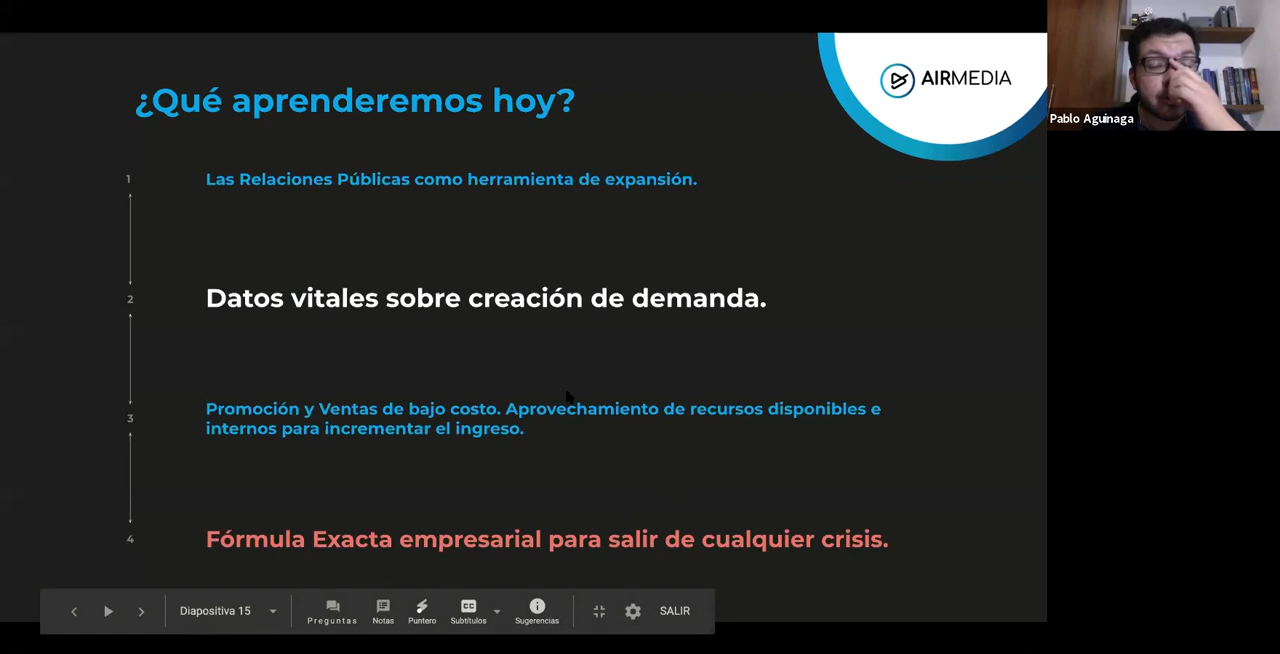 ¿Qué aprenderemos hoy?
AIRMEDIA
Pablo Aguinaga
1
Las Relaciones Públicas como herramienta de expansión.
2
Datos vitales sobre creación de demanda.
3
Promoción y Ventas de bajo costo. Aprovechamiento de recursos disponibles e
internos para incrementar el ingreso.
4
Fórmula Exacta empresarial para salir de cualquier crisis.
Diapositiva 15
Preguntas
Notas
Puntero
CC
Subtítulos
Sugerencias
SALIR